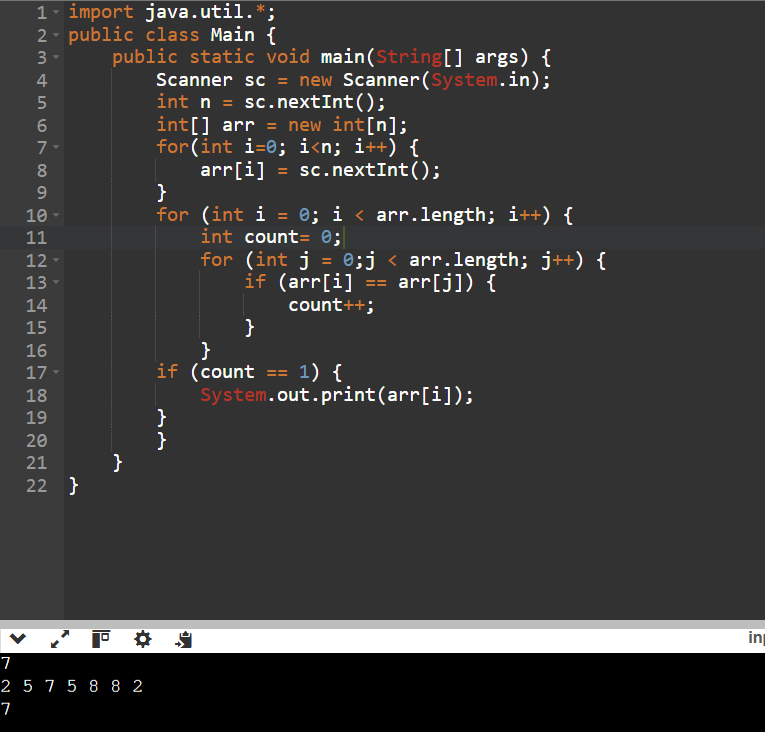 1 import java.util.*;
2 public class Main {
3     public static void main(String[] args) {
4         Scanner sc = new Scanner(System.in);
5         int n = sc.nextInt();
6         int[] arr = new int[n];
7         for(int i=0; i<n; i++) {
8             arr[i] = sc.nextInt();
9         }
10         for (int i = 0; i < arr.length; i++) {
11             int count= 0;
12             for (int j = 0;j < arr.length; j++) {
13                 if (arr[i] == arr[j]) {
14                     count++;
15                 }
16             }
17         if (count == 1) {
18             System.out.print(arr[i]);
19         }
20         }
21     }
22 }
7
2 5 7 5 8 8 2
7